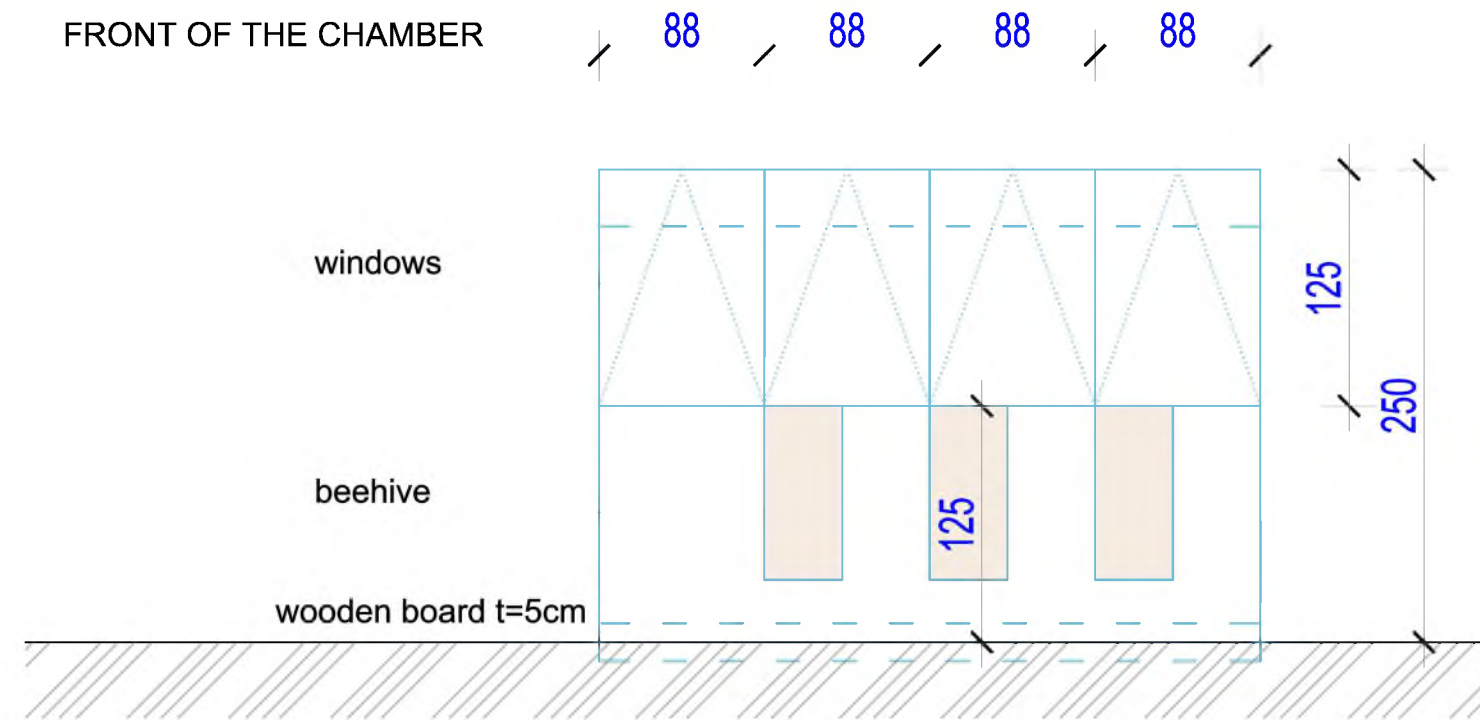 FRONT OF THE CHAMBER
88 88 88 88
windows
125
250
beehive
125
wooden board t=5cm